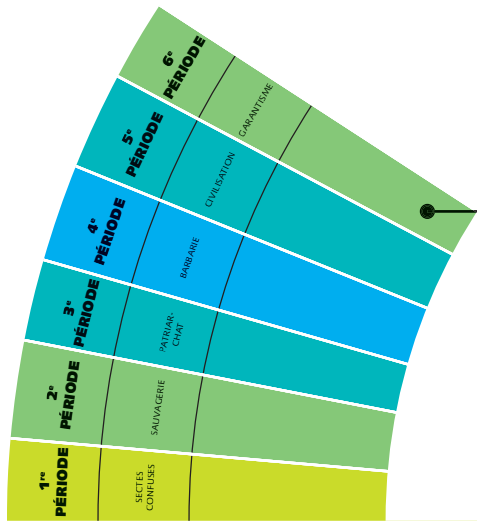 6e
PÉRIODE
GARANTISME
5e
PÉRIODE
CIVILISATION
4e
PÉRIODE
BARBARIE
3e
PÉRIODE
PATRIAR-
CHAT
2e
PÉRIODE
SAUVAGERIE
1re
PÉRIODE
SECTES
CONFUSES